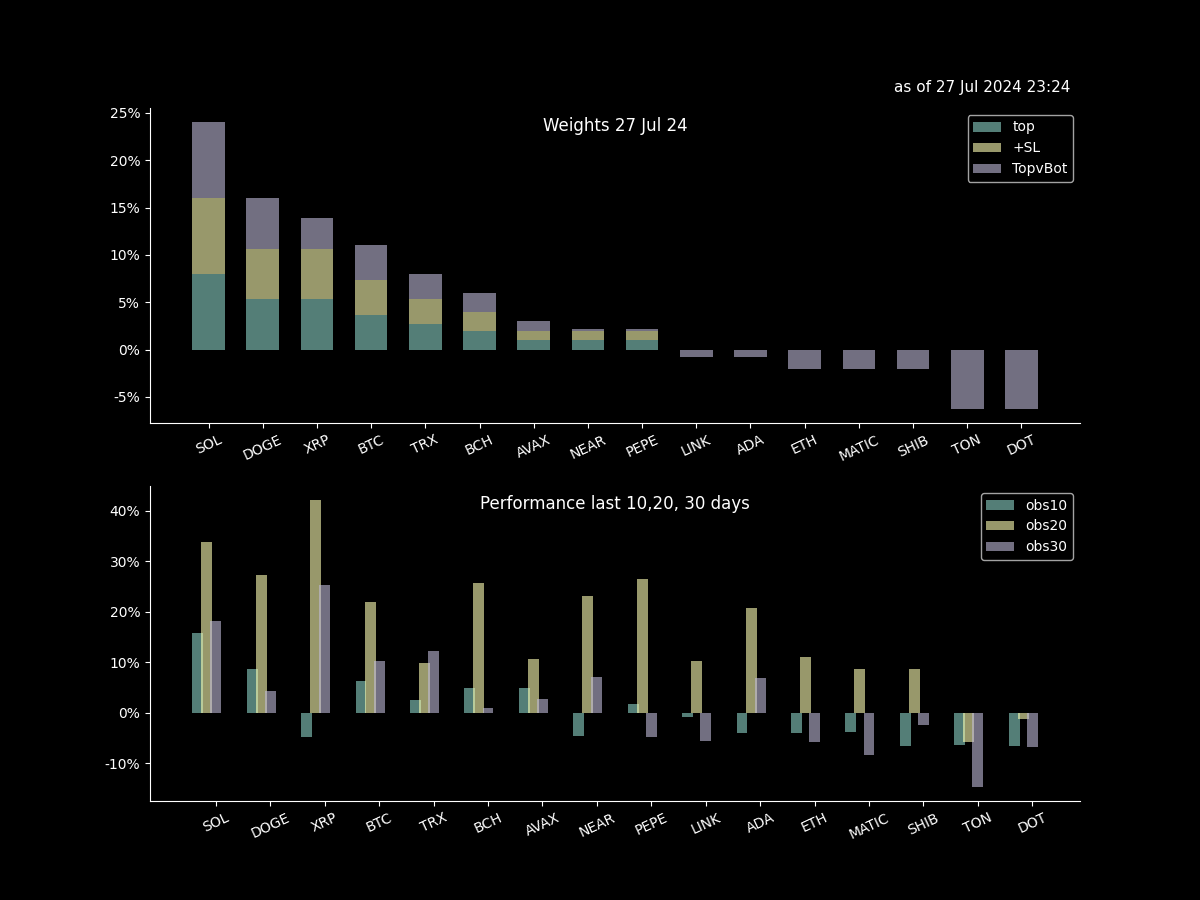 as of 27 Jul 2024 23:24
Weights 27 Jul 24
top
+SL
TopvBot
25%
20%
15%
10%
5%
0%
-5%
SOL DOGE XRP BTC TRX BCH AVAX NEAR PEPE LINK ADA ETH MATIC SHIB TON DOT
Performance last 10,20, 30 days
obs10
obs20
obs30
40%
30%
20%
10%
0%
-10%
SOL DOGE XRP BTC TRX BCH AVAX NEAR PEPE LINK ADA ETH MATIC SHIB TON DOT